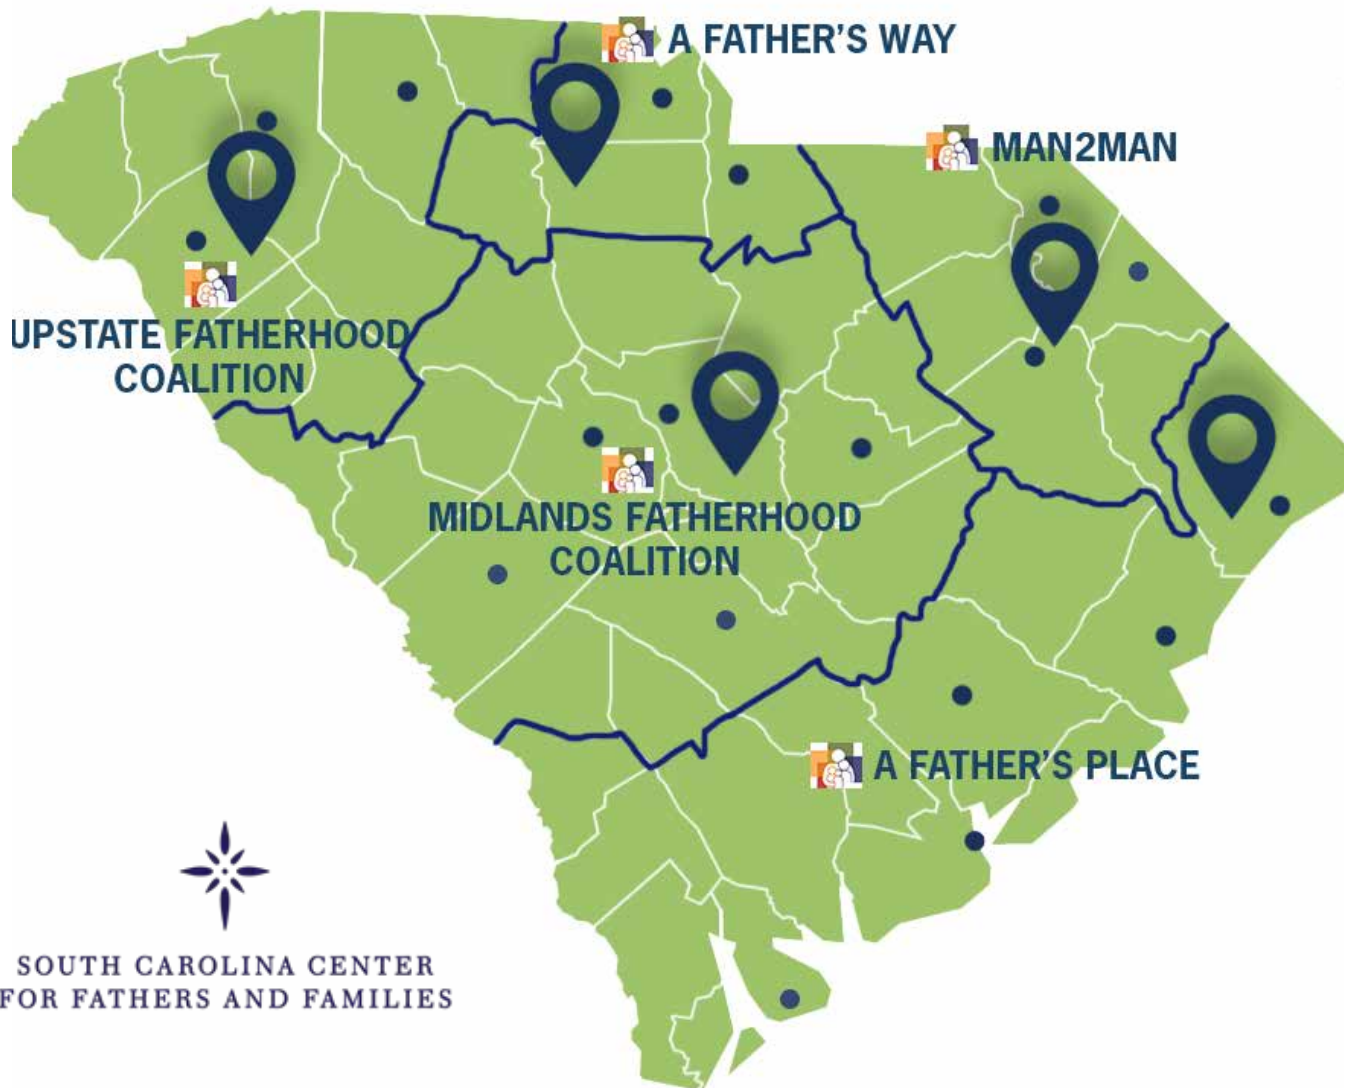 A FATHER'S WAY
MAN2MAN
UPSTATE FATHERHOOD
COALITION
MIDLANDS FATHERHOOD
COALITION
A FATHER'S PLACE
SOUTH CAROLINA CENTER
FOR FATHERS AND FAMILIES